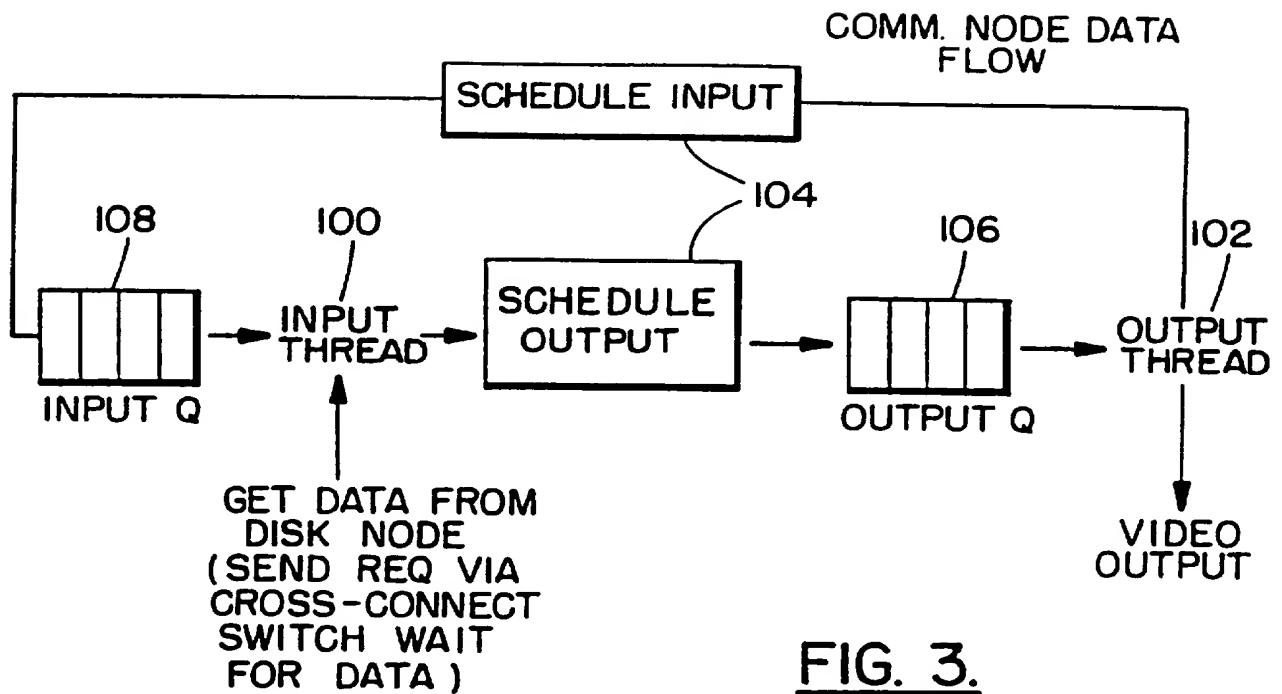 COMM. NODE DATA
FLOW
SCHEDULE INPUT
104
108
100
106
102
SCHEDULE
OUTPUT
INPUT
THREAD
OUTPUT
THREAD
INPUT Q
OUTPUT Q
GET DATA FROM
DISK NODE
(SEND REQ VIA
CROSS-CONNECT
SWITCH WAIT
FOR DATA)
VIDEO
OUTPUT
FIG. 3.